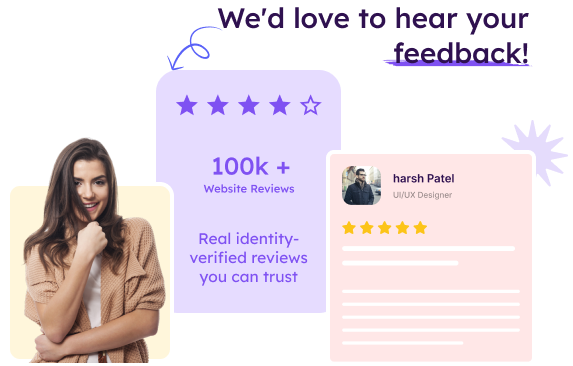 We'd love to hear your
feedback!
100k +
Website Reviews
Real identity-
verified reviews
you can trust
harsh Patel
UI/UX Designer